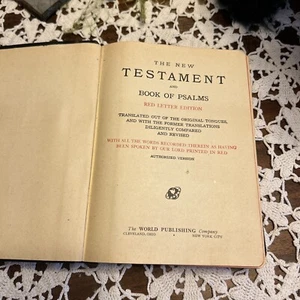 THE NEW
TESTAMENT
AND
BOOK OF PSALMS
RED LETTER EDITION
TRANSLATED OUT OF THE ORIGINAL TONGUES,
AND WITH THE FORMER TRANSLATIONS
DILIGENTLY COMPARED
AND REVISED
WITH ALL THE WORDS RECORDED THEREIN AS HAVING
BEEN SPOKEN BY OUR LORD PRINTED IN RED
AUTHORIZED VERSION
The WORLD PUBLISHING Company
CLEVELAND, OHIO • NEW YORK CITY